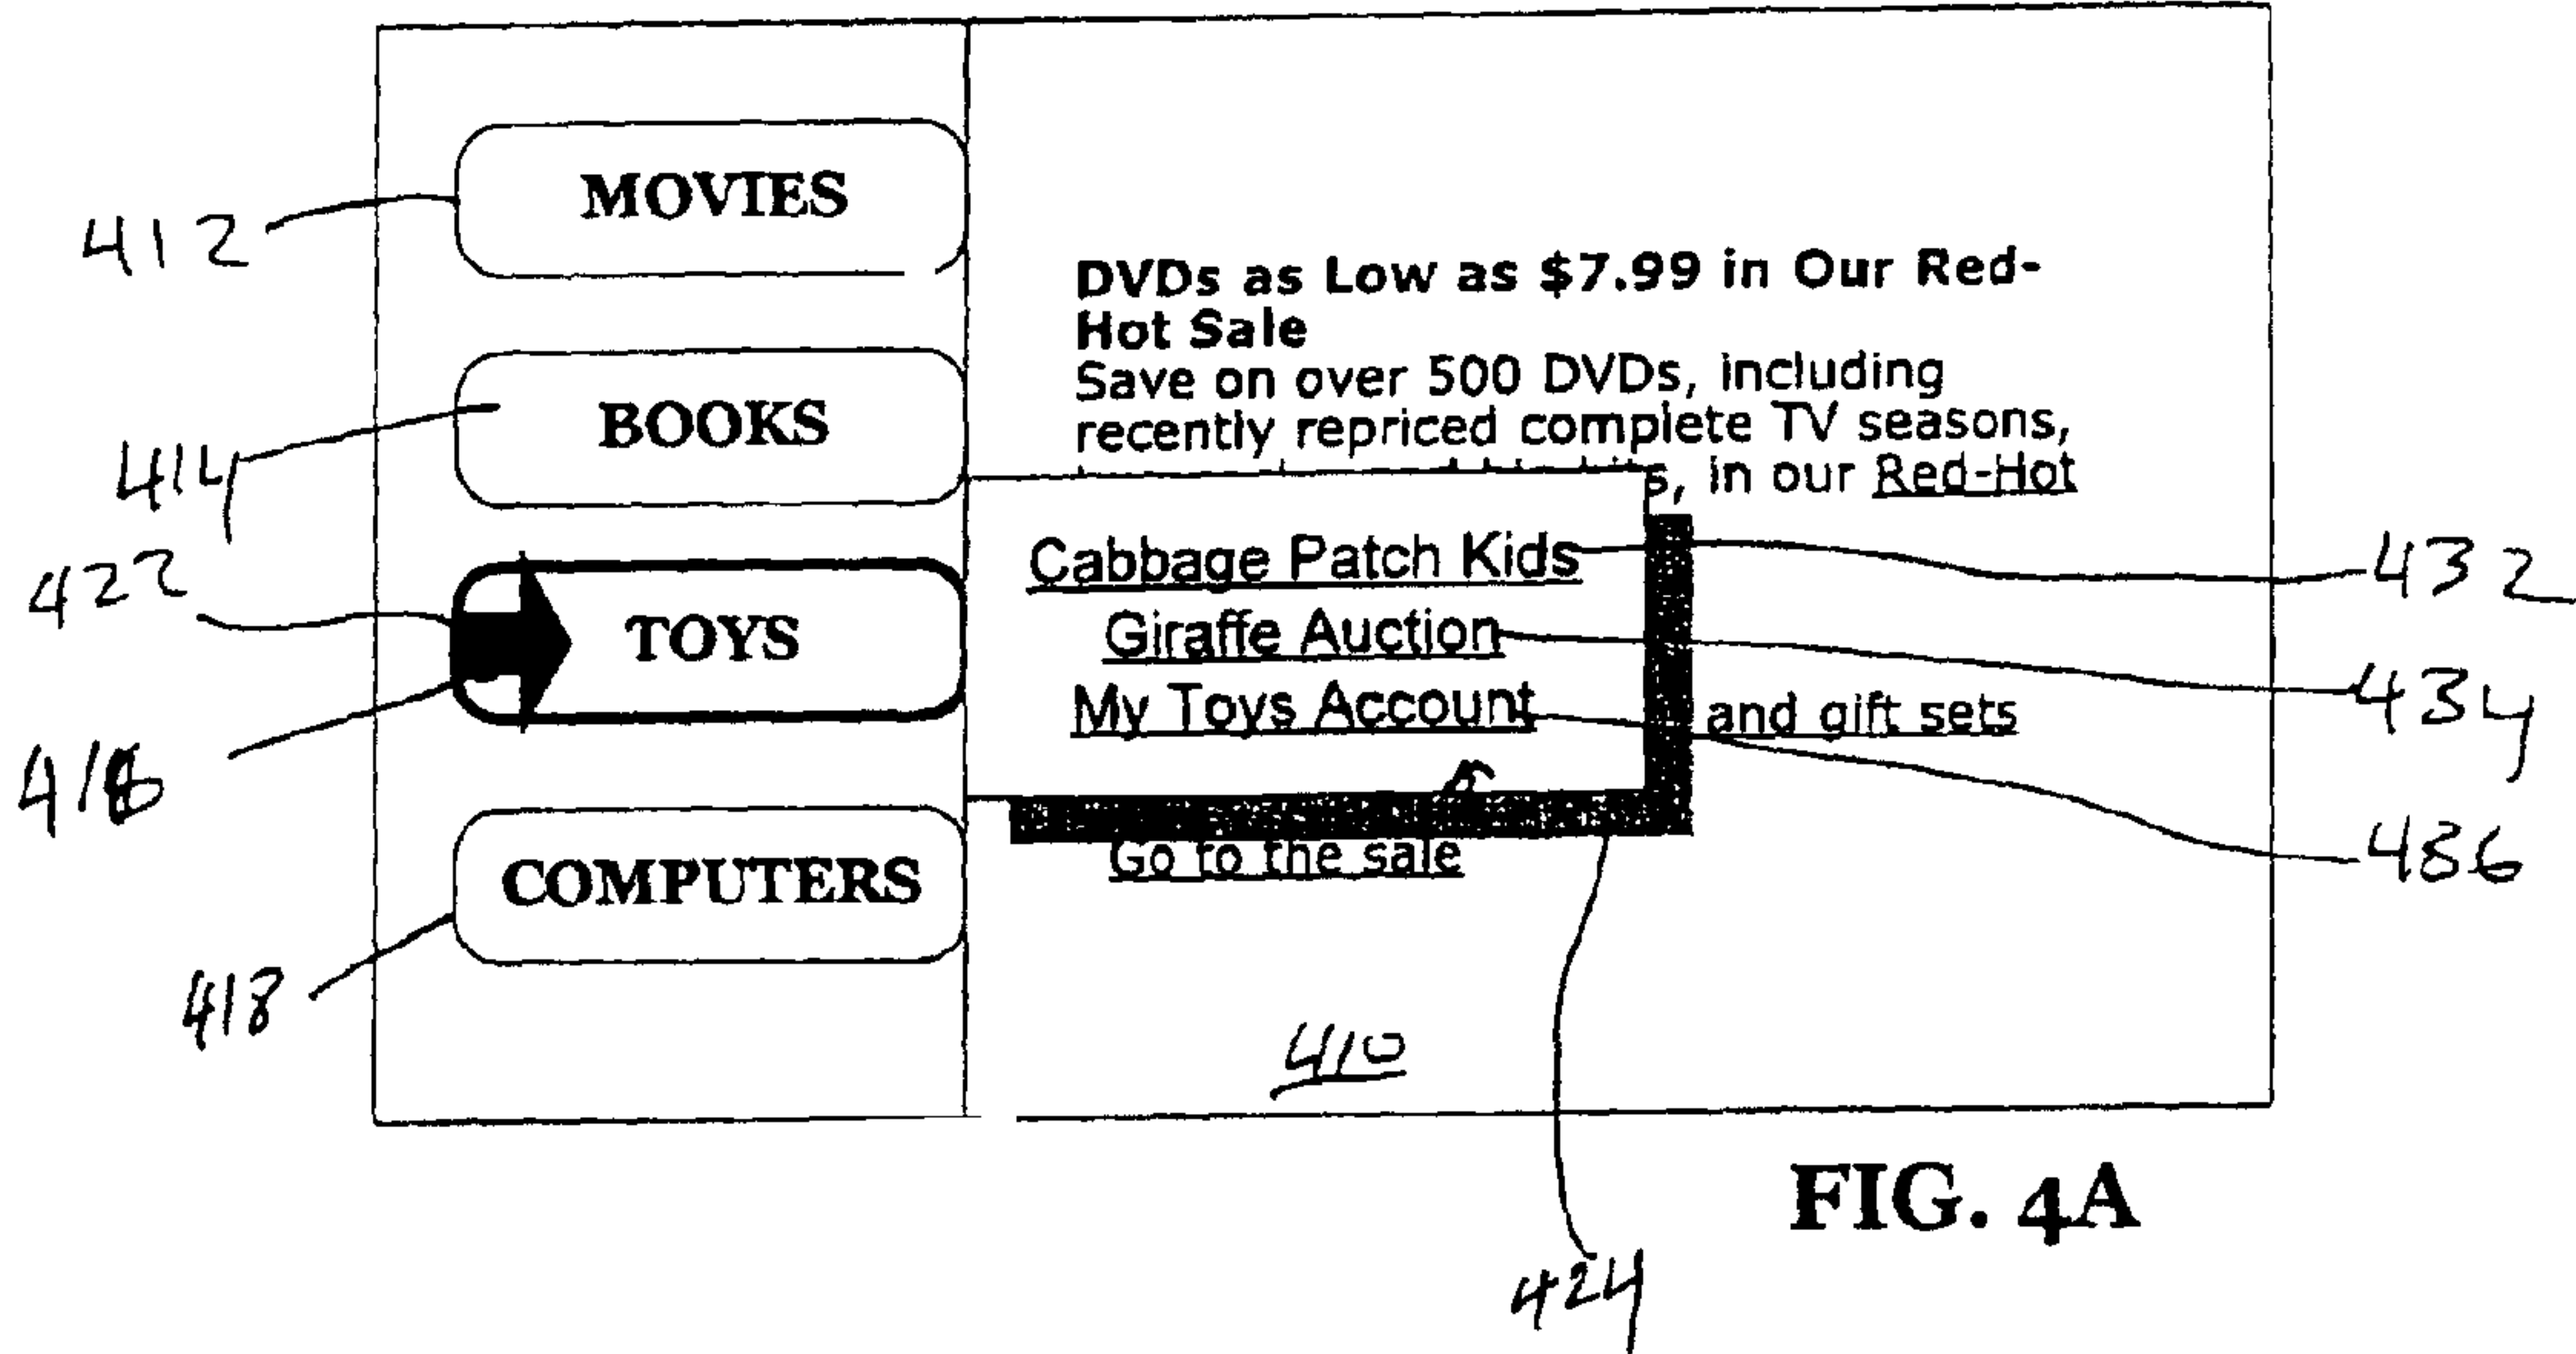 MOVIES
412
DVDs as Low as $7.99 in Our Red-
Hot Sale
Save on over 500 DVDs, including
recently repriced complete TV seasons,
s, in our Red-Hot
BOOKS
414
422
TOYS
Cabbage Patch Kids
432
Giraffe Auction
434
My Toys Account
and gift sets
436
COMPUTERS
Go to the sale
418
410
FIG. 4A
424